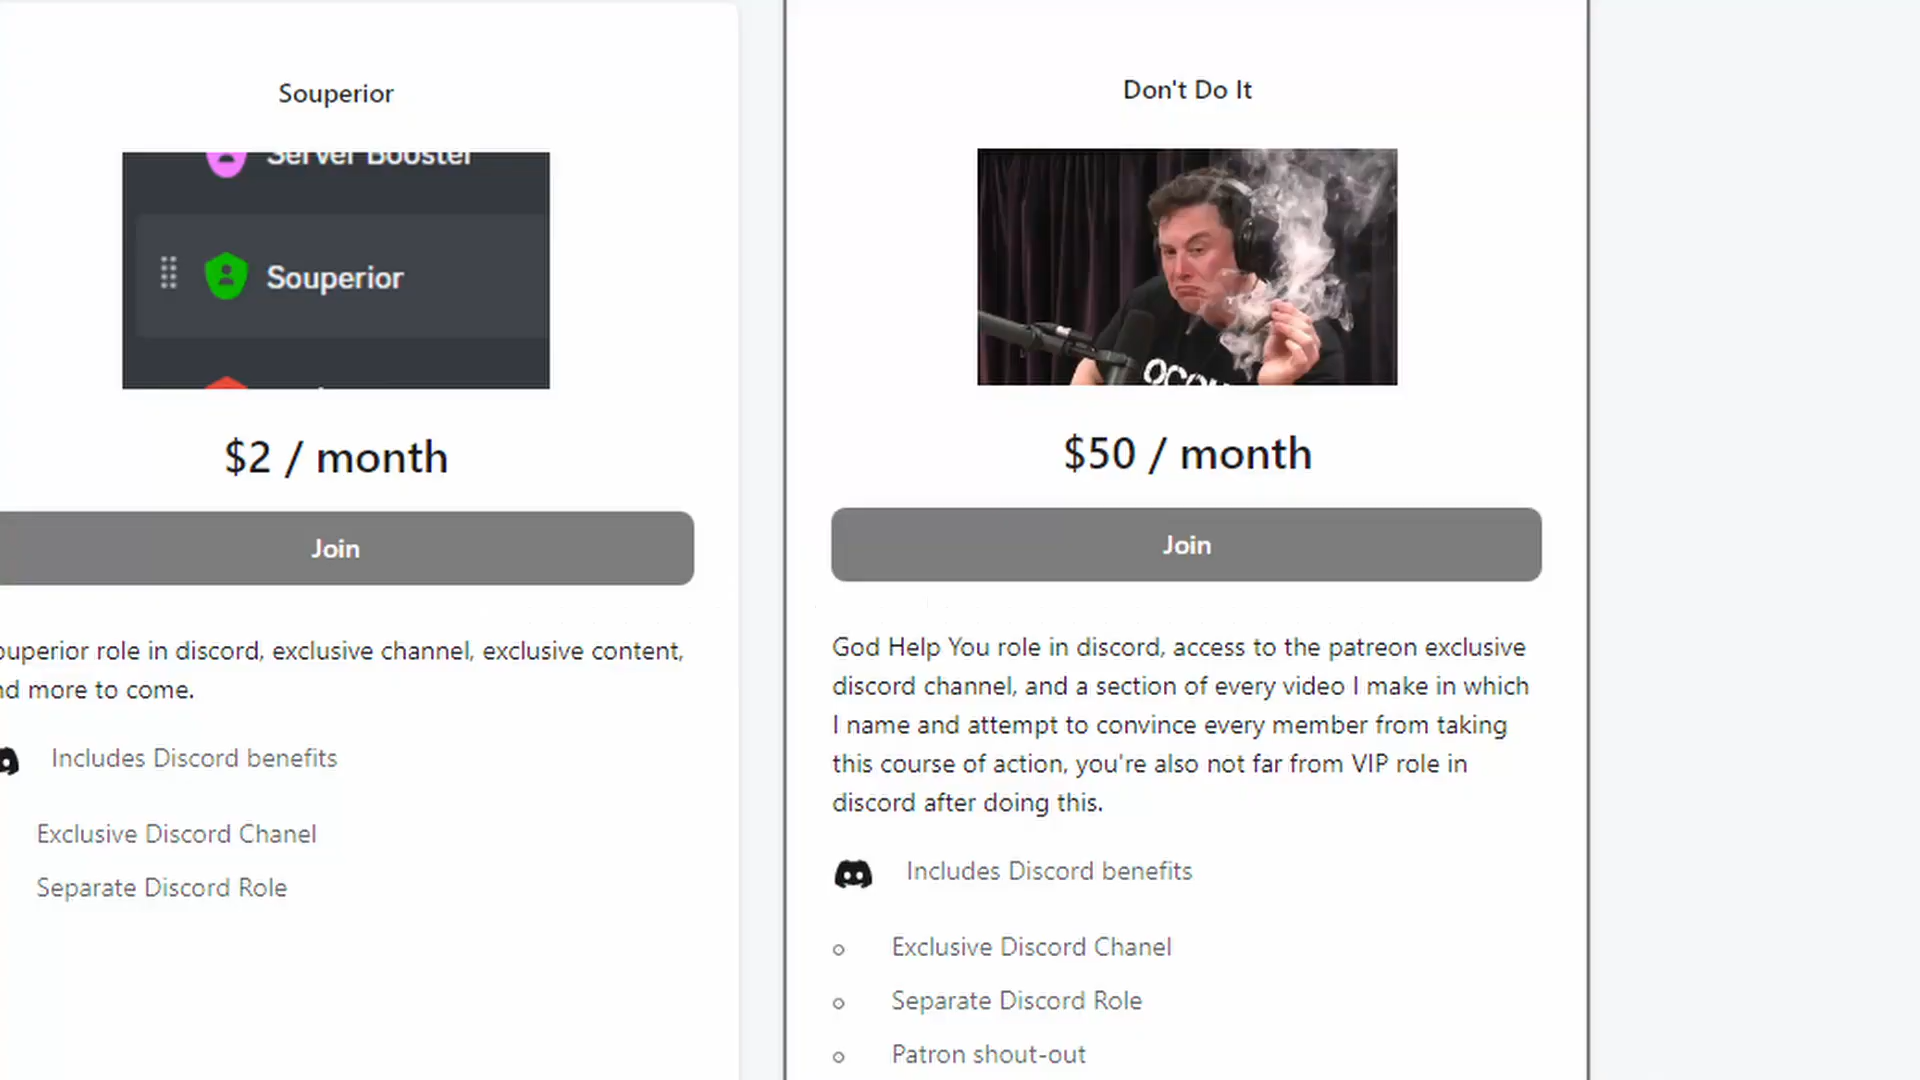 Souperior
Server Booster
Souperior
$2 / month
Join
ouperior role in discord, exclusive channel, exclusive content,
nd more to come.
Includes Discord benefits
Exclusive Discord Chanel
Separate Discord Role
Don't Do It
$50 / month
Join
God Help You role in discord, access to the patreon exclusive
discord channel, and a section of every video I make in which
I name and attempt to convince every member from taking
this course of action, you're also not far from VIP role in
discord after doing this.
Includes Discord benefits
Exclusive Discord Chanel
Separate Discord Role
Patron shout-out